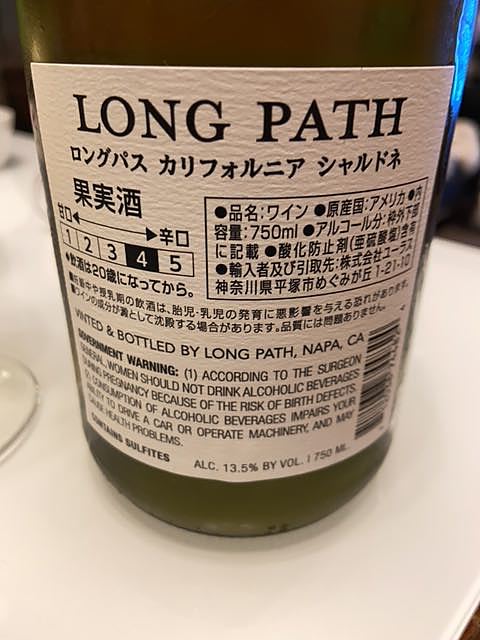 LONG PATH
ロングパス カリフォルニア シャルドネ
果実酒
甘口 辛口
1 2 3 4 5
●飲酒は20歳になってから。
●品名:ワイン ●原産国:アメリカ ●内
容量:750ml ●アルコール分:枠外下部
に記載 ●酸化防止剤(亜硫酸塩)含有
●輸入者及び引取先:株式会社ユーラス
神奈川県平塚市めぐみが丘1-21-10
●妊娠中や授乳期の飲酒は、胎児・乳児の発育に悪影響を与える恐れがあります。
●ワインの成分が澱として沈殿する場合があります。品質には問題ありません。
VINTED & BOTTLED BY LONG PATH, NAPA, CA
GOVERNMENT WARNING: (1) ACCORDING TO THE SURGEON
GENERAL, WOMEN SHOULD NOT DRINK ALCOHOLIC BEVERAGES
DURING PREGNANCY BECAUSE OF THE RISK OF BIRTH DEFECTS.
(2) CONSUMPTION OF ALCOHOLIC BEVERAGES IMPAIRS YOUR
ABILITY TO DRIVE A CAR OR OPERATE MACHINERY, AND MAY
CAUSE HEALTH PROBLEMS.
CONTAINS SULFITES
ALC. 13.5% BY VOL. | 750 ML